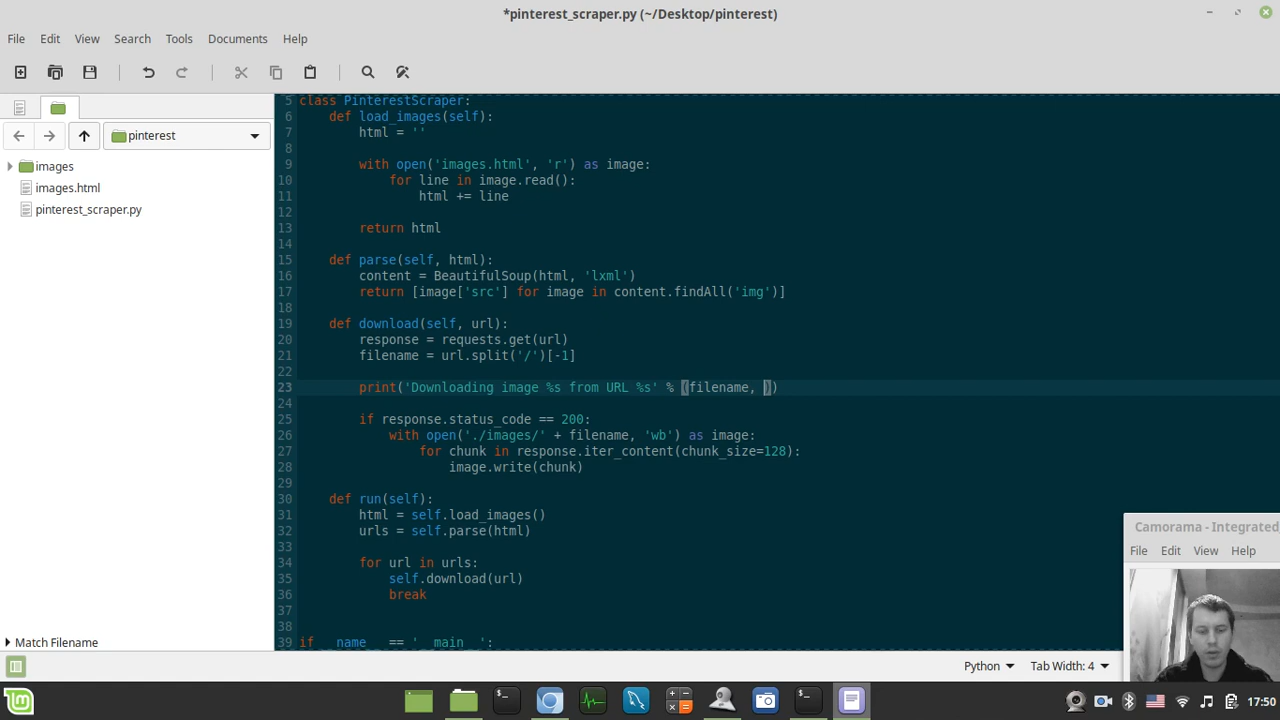 *pinterest_scraper.py (~/Desktop/pinterest)
File Edit View Search Tools Documents Help
pinterest
images
images.html
pinterest_scraper.py
Match Filename
5 class PinterestScraper:
6     def load_images(self):
7         html = ''
8
9         with open('images.html', 'r') as image:
10             for line in image.read():
11                 html += line
12
13         return html
14
15     def parse(self, html):
16         content = BeautifulSoup(html, 'lxml')
17         return [image['src'] for image in content.findAll('img')]
18
19     def download(self, url):
20         response = requests.get(url)
21         filename = url.split('/')[-1]
22
23         print('Downloading image %s from URL %s' % (filename, ))
24
25         if response.status_code == 200:
26             with open('./images/' + filename, 'wb') as image:
27                 for chunk in response.iter_content(chunk_size=128):
28                     image.write(chunk)
29
30     def run(self):
31         html = self.load_images()
32         urls = self.parse(html)
33
34         for url in urls:
35             self.download(url)
36             break
37
38
39 if __name__ == '__main__':
Camorama - Integrated
File Edit View Help
Python Tab Width: 4
17:50